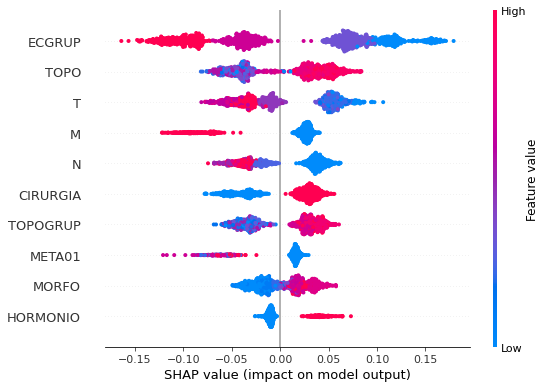 High
ECGRUP
TOPO
T
M
N
CIRURGIA
TOPOGRUP
META01
MORFO
HORMONIO
Feature value
Low
−0.15 −0.10 −0.05 0.00 0.05 0.10 0.15
SHAP value (impact on model output)